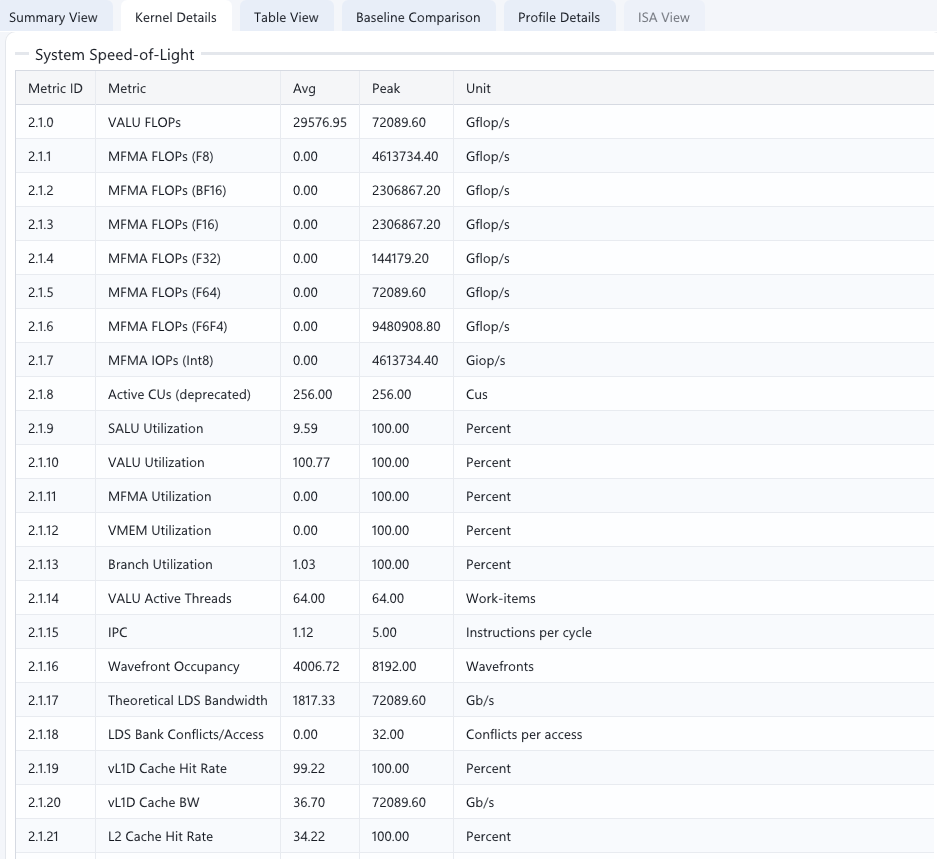 Summary View Kernel Details Table View Baseline Comparison Profile Details ISA View
System Speed-of-Light
Metric ID Metric Avg Peak Unit
2.1.0 VALU FLOPs 29576.95 72089.60 Gflop/s
2.1.1 MFMA FLOPs (F8) 0.00 4613734.40 Gflop/s
2.1.2 MFMA FLOPs (BF16) 0.00 2306867.20 Gflop/s
2.1.3 MFMA FLOPs (F16) 0.00 2306867.20 Gflop/s
2.1.4 MFMA FLOPs (F32) 0.00 144179.20 Gflop/s
2.1.5 MFMA FLOPs (F64) 0.00 72089.60 Gflop/s
2.1.6 MFMA FLOPs (F6F4) 0.00 9480908.80 Gflop/s
2.1.7 MFMA IOPs (Int8) 0.00 4613734.40 Giop/s
2.1.8 Active CUs (deprecated) 256.00 256.00 Cus
2.1.9 SALU Utilization 9.59 100.00 Percent
2.1.10 VALU Utilization 100.77 100.00 Percent
2.1.11 MFMA Utilization 0.00 100.00 Percent
2.1.12 VMEM Utilization 0.00 100.00 Percent
2.1.13 Branch Utilization 1.03 100.00 Percent
2.1.14 VALU Active Threads 64.00 64.00 Work-items
2.1.15 IPC 1.12 5.00 Instructions per cycle
2.1.16 Wavefront Occupancy 4006.72 8192.00 Wavefronts
2.1.17 Theoretical LDS Bandwidth 1817.33 72089.60 Gb/s
2.1.18 LDS Bank Conflicts/Access 0.00 32.00 Conflicts per access
2.1.19 vL1D Cache Hit Rate 99.22 100.00 Percent
2.1.20 vL1D Cache BW 36.70 72089.60 Gb/s
2.1.21 L2 Cache Hit Rate 34.22 100.00 Percent